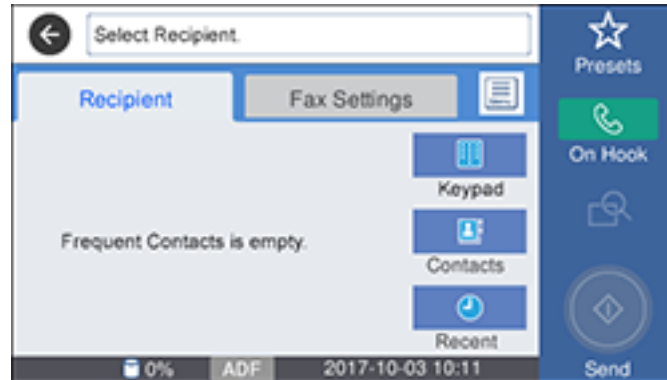 Select Recipient.
Presets
Recipient
Fax Settings
On Hook
Keypad
Frequent Contacts is empty.
Contacts
Recent
0%
ADF
2017-10-03 10:11
Send